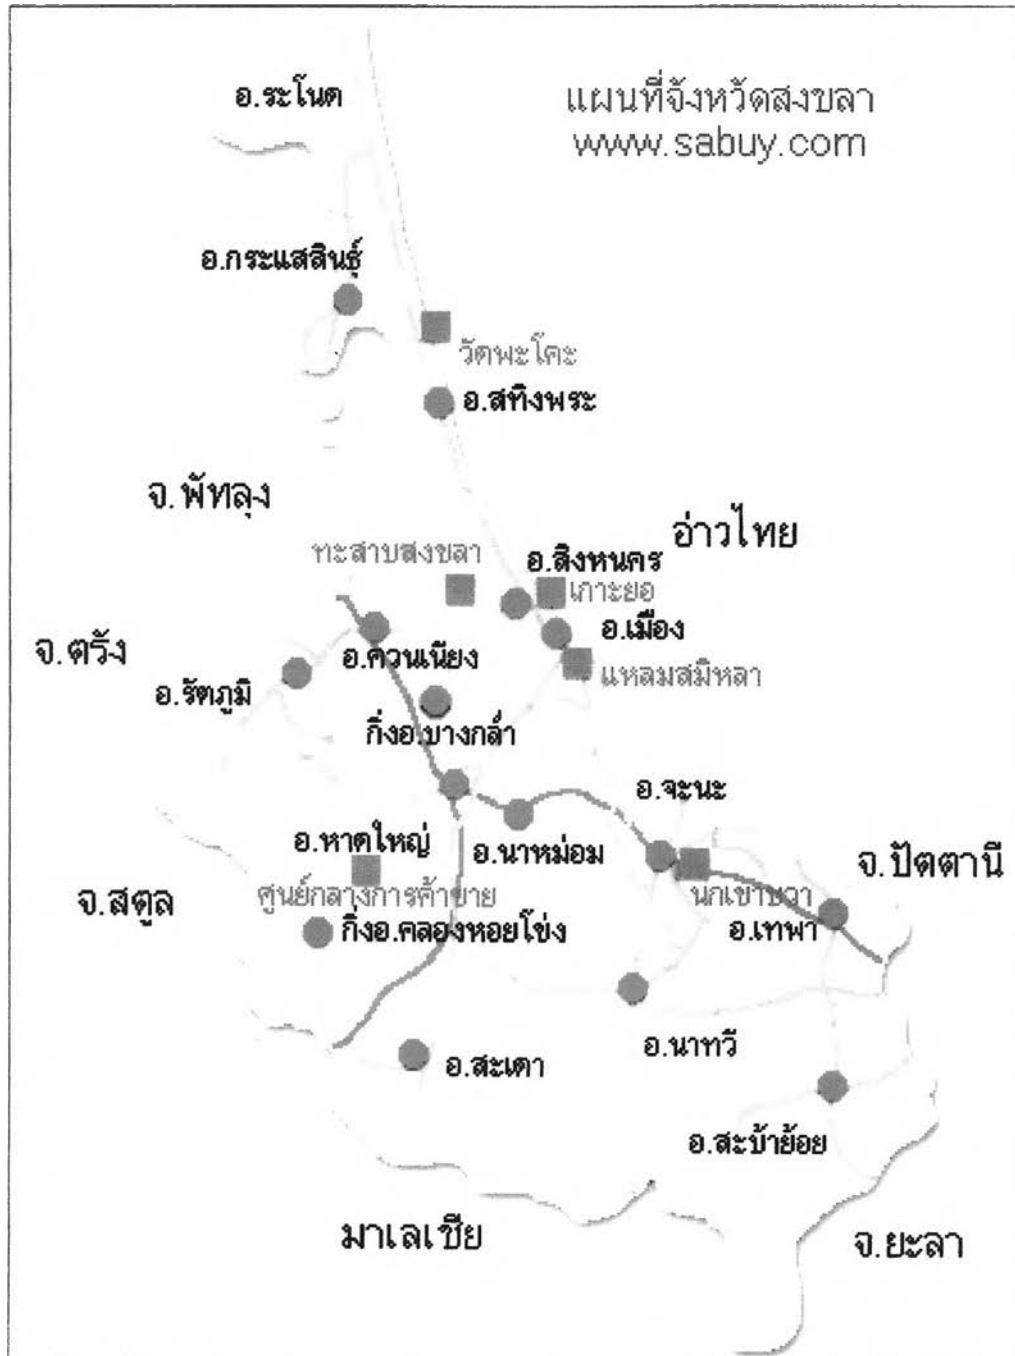 อ.ระโนด
แผนที่จังหวัดสงขลา
www.sabuy.com
อ.กระแสสินธุ์
วัดพะโคะ
อ.สทิงพระ
จ.พัทลุง
อ่าวไทย
ทะสาบสงขลา
อ.สิงหนคร
เกาะยอ
อ.เมือง
จ.ตรัง
อ.ควนเนียง
แหลมสมิหลา
อ.รัตภูมิ
กิ่งอ.บางกล่ำ
อ.จะนะ
อ.หาดใหญ่
อ.นาหม่อม
จ.ปัตตานี
ศูนย์กลางการค้าขาย
นกเขาชวา
จ.สตูล
กิ่งอ.คลองหอยโข่ง
อ.เทพา
อ.นาทวี
อ.สะเดา
อ.สะบ้าย้อย
มาเลเซีย
จ.ยะลา